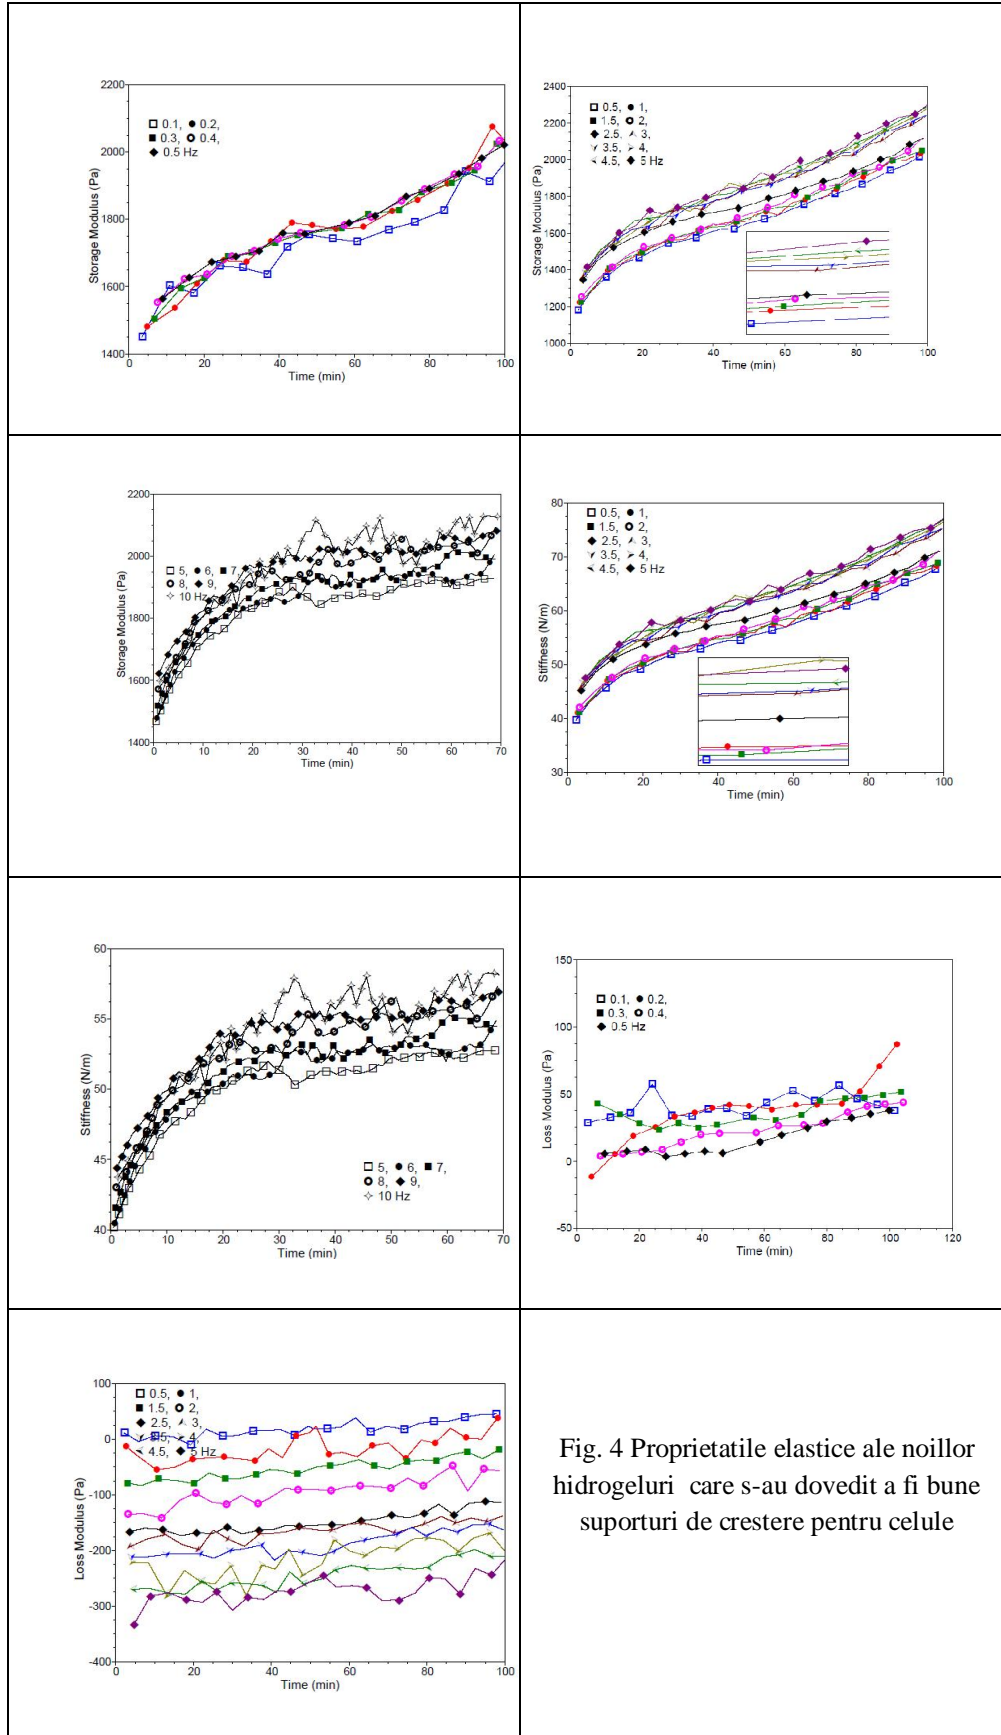 2200
2000
1800
1600
1400
Storage Modulus (Pa)
0.1, 0.2,
0.3, 0.4,
0.5 Hz
0 20 40 60 80 100
Time (min)
2400
2200
2000
1800
1600
1400
1200
1000
Storage Modulus (Pa)
0.5, 1,
1.5, 2,
2.5, 3,
3.5, 4,
4.5, 5 Hz
0 20 40 60 80 100
Time (min)
2200
2000
1800
1600
1400
Storage Modulus (Pa)
5, 6, 7,
8, 9,
10 Hz
0 10 20 30 40 50 60 70
Time (min)
80
70
60
50
40
30
Stiffness (N/m)
0.5, 1,
1.5, 2,
2.5, 3,
3.5, 4,
4.5, 5 Hz
0 20 40 60 80 100
Time (min)
60
55
50
45
40
Stiffness (N/m)
5, 6, 7,
8, 9,
10 Hz
0 10 20 30 40 50 60 70
Time (min)
150
100
50
0
-50
Loss Modulus (Pa)
0.1, 0.2,
0.3, 0.4,
0.5 Hz
0 20 40 60 80 100 120
Time (min)
100
0
-100
-200
-300
-400
Loss Modulus (Pa)
0.5, 1,
1.5, 2,
2.5, 3,
3.5, 4,
4.5, 5 Hz
0 20 40 60 80 100
Time (min)
Fig. 4 Proprietatile elastice ale noillor
hidrogeluri care s-au dovedit a fi bune
suporturi de crestere pentru celule